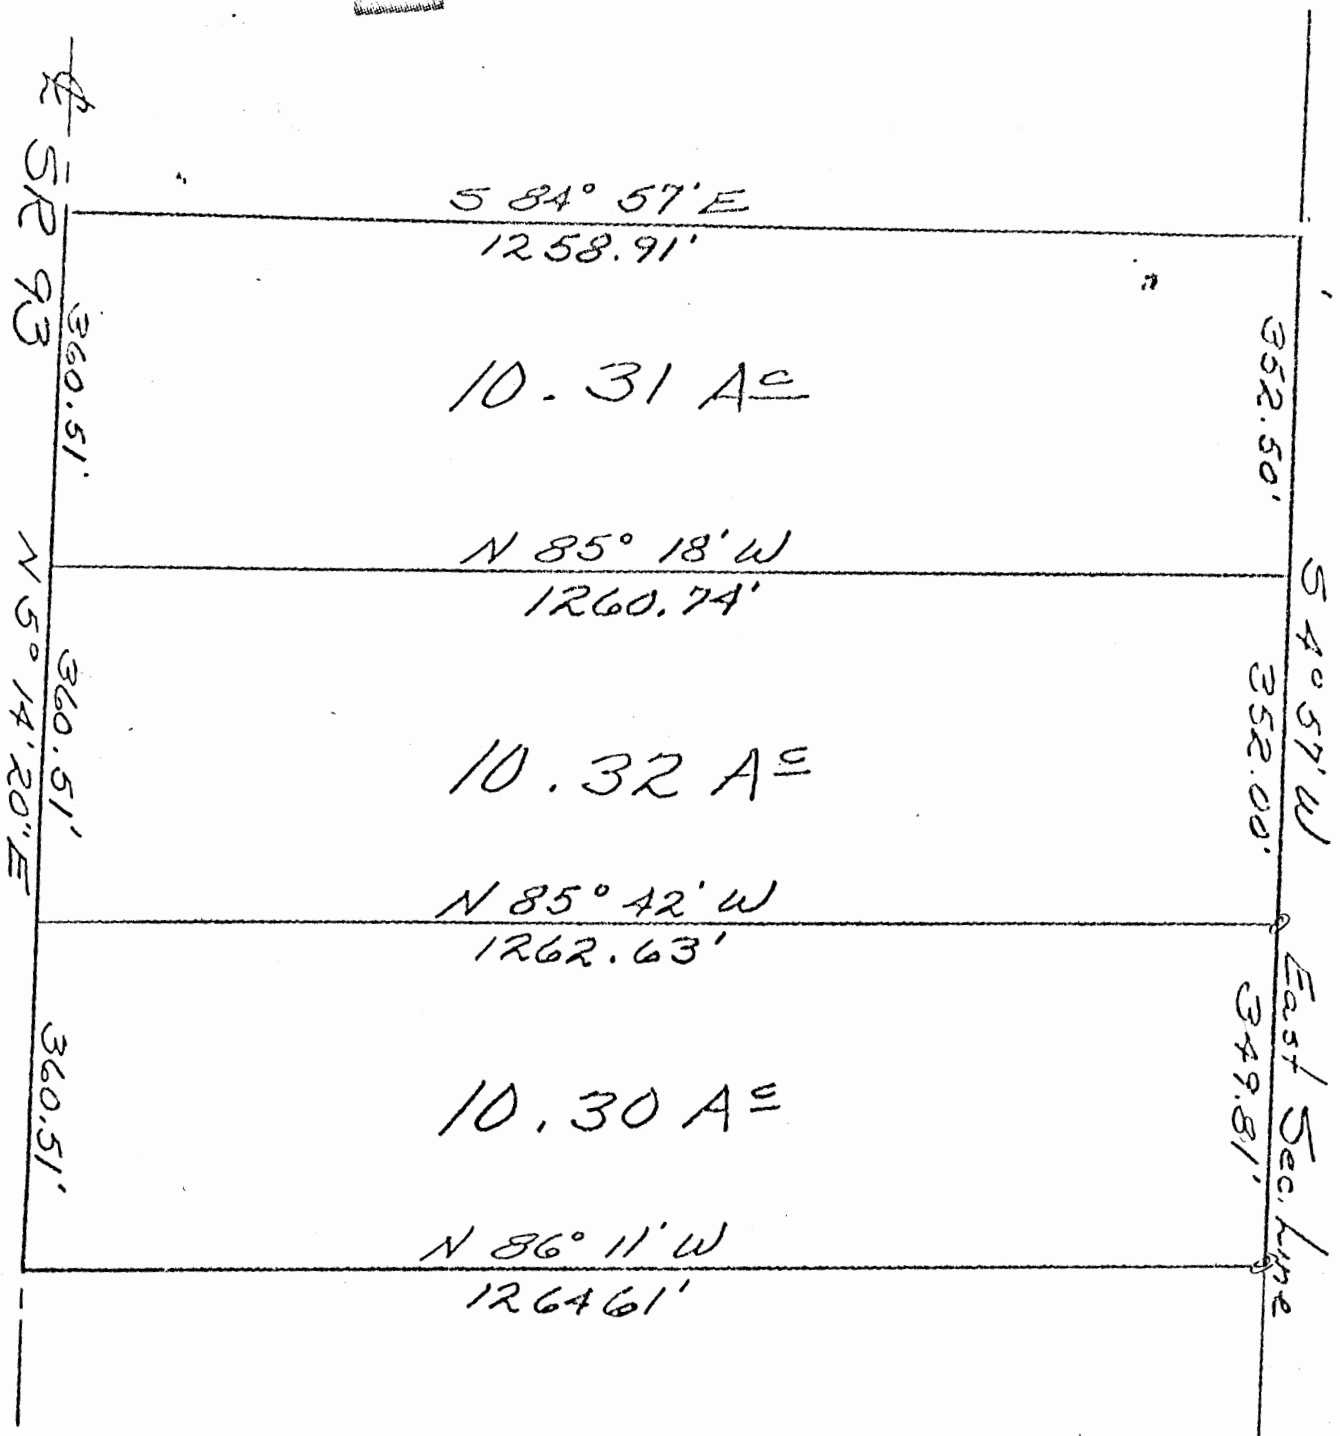 ℄ SR 93
S 84° 57' E
1258.91'
360.51'
10.31 Ac
352.50'
N 85° 18' W
1260.74'
N 5° 14' 20" E
S 4° 57' W
360.51'
10.32 Ac
352.00'
N 85° 42' W
1262.63'
East Sec. Line
360.51'
10.30 Ac
349.81'
N 86° 11' W
126461'